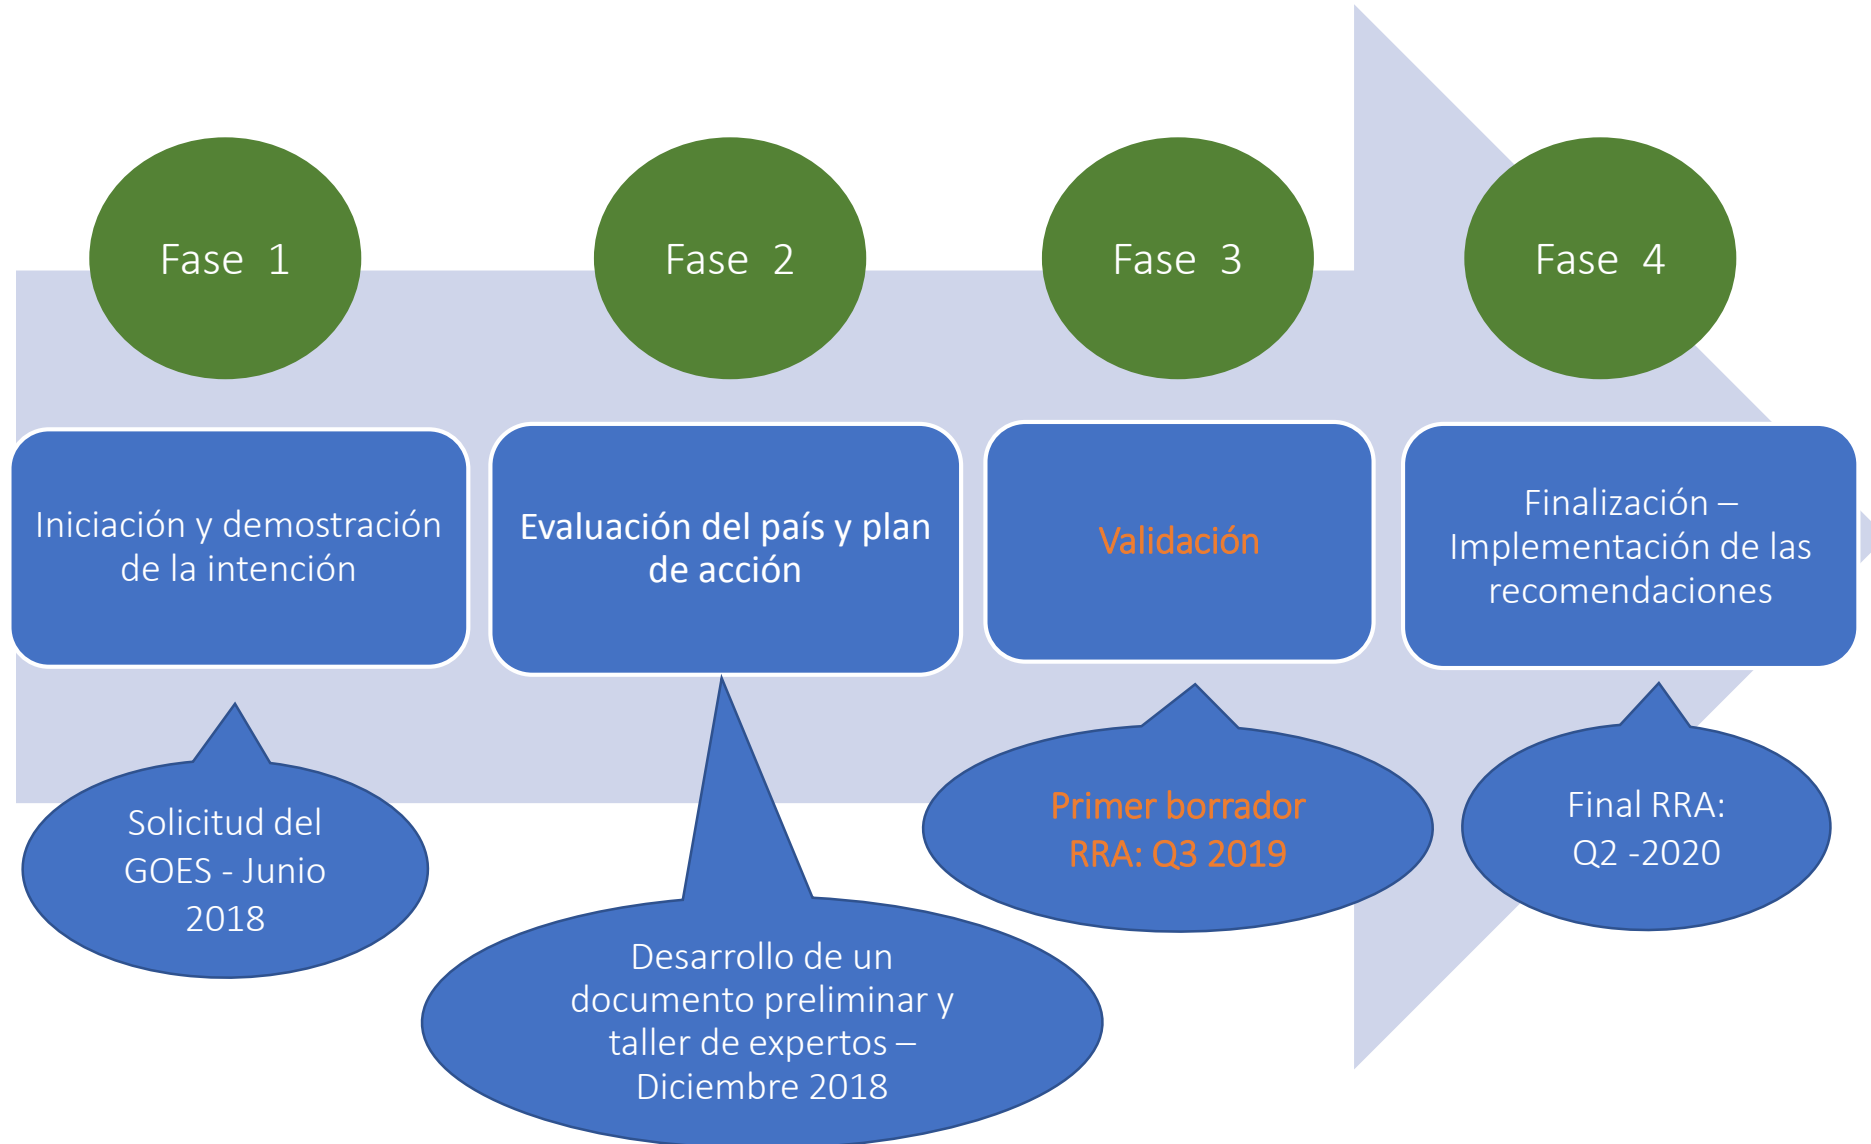 Fase 1
Fase 2
Fase 3
Fase 4
Iniciación y demostración
de la intención
Evaluación del país y plan
de acción
Validación
Finalización –
Implementación de las
recomendaciones
Solicitud del
GOES - Junio
2018
Desarrollo de un
documento preliminar y
taller de expertos –
Diciembre 2018
Primer borrador
RRA: Q3 2019
Final RRA:
Q2 -2020